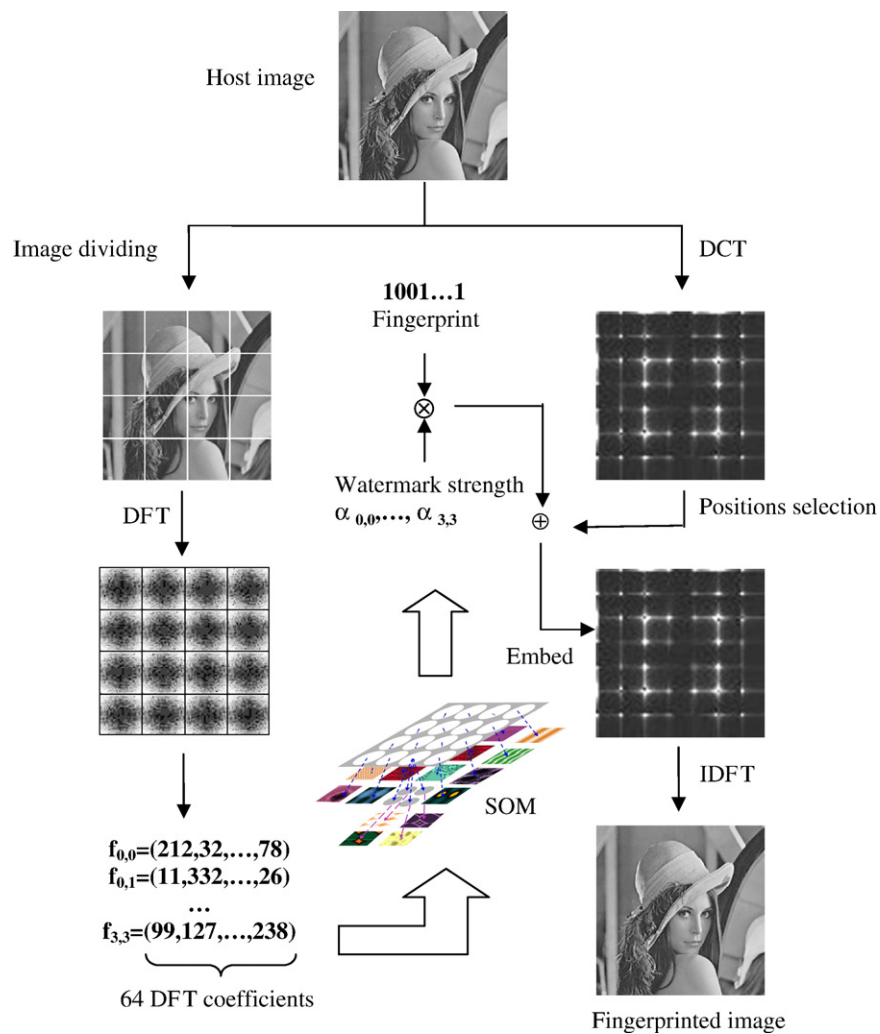 Host image
Image dividing
DCT
1001…1
Fingerprint
⊗
Watermark strength
α 0,0,…, α 3,3
DFT
⊕
Positions selection
Embed
SOM
IDFT
f0,0=(212,32,…,78)
f0,1=(11,332,…,26)
…
f3,3=(99,127,…,238)
64 DFT coefficients
Fingerprinted image